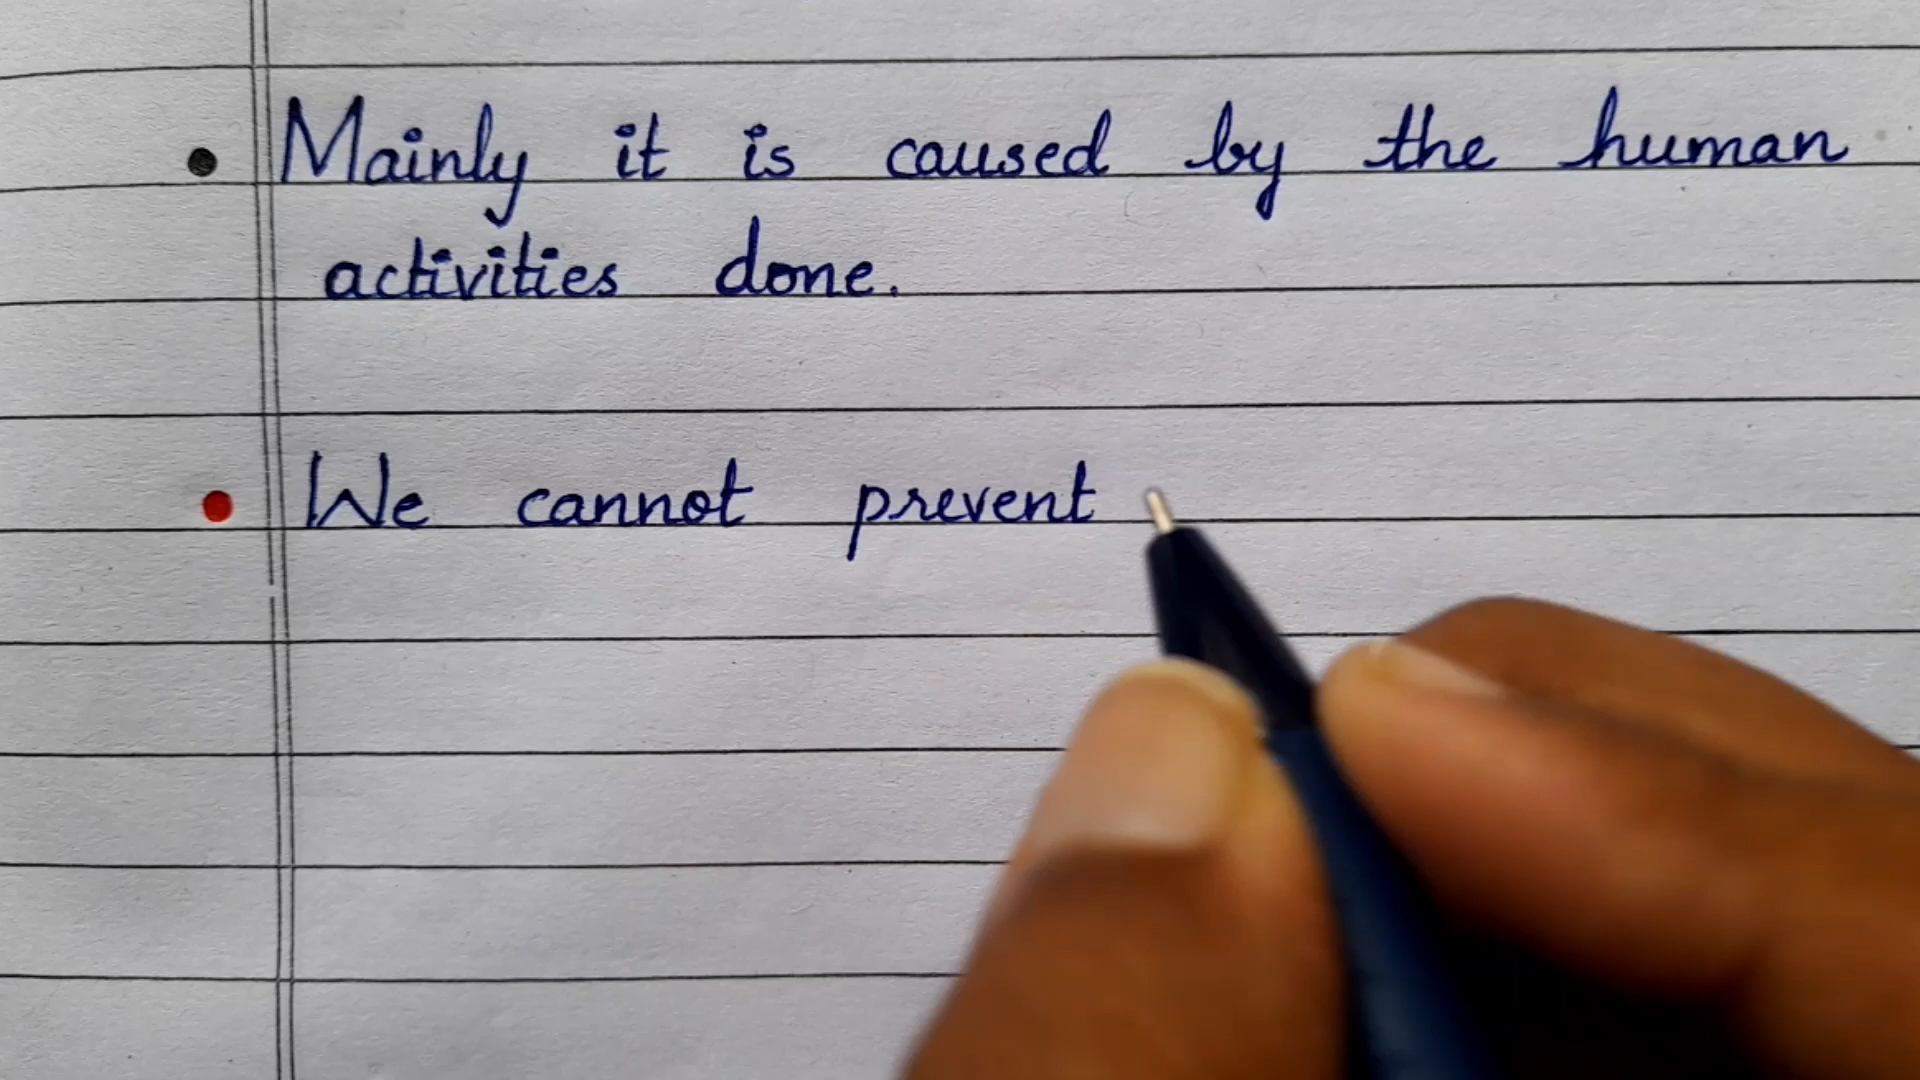 • Mainly it is caused by the human
activities done.
• We cannot prevent